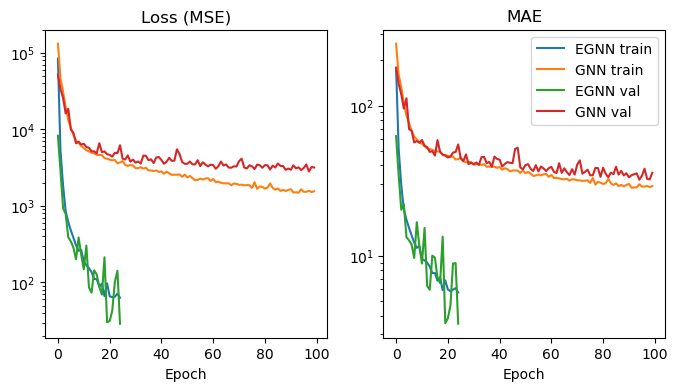 Loss (MSE)
10^5
10^4
10^3
10^2
0 20 40 60 80 100
Epoch
MAE
EGNN train
GNN train
EGNN val
GNN val
10^2
10^1
0 20 40 60 80 100
Epoch